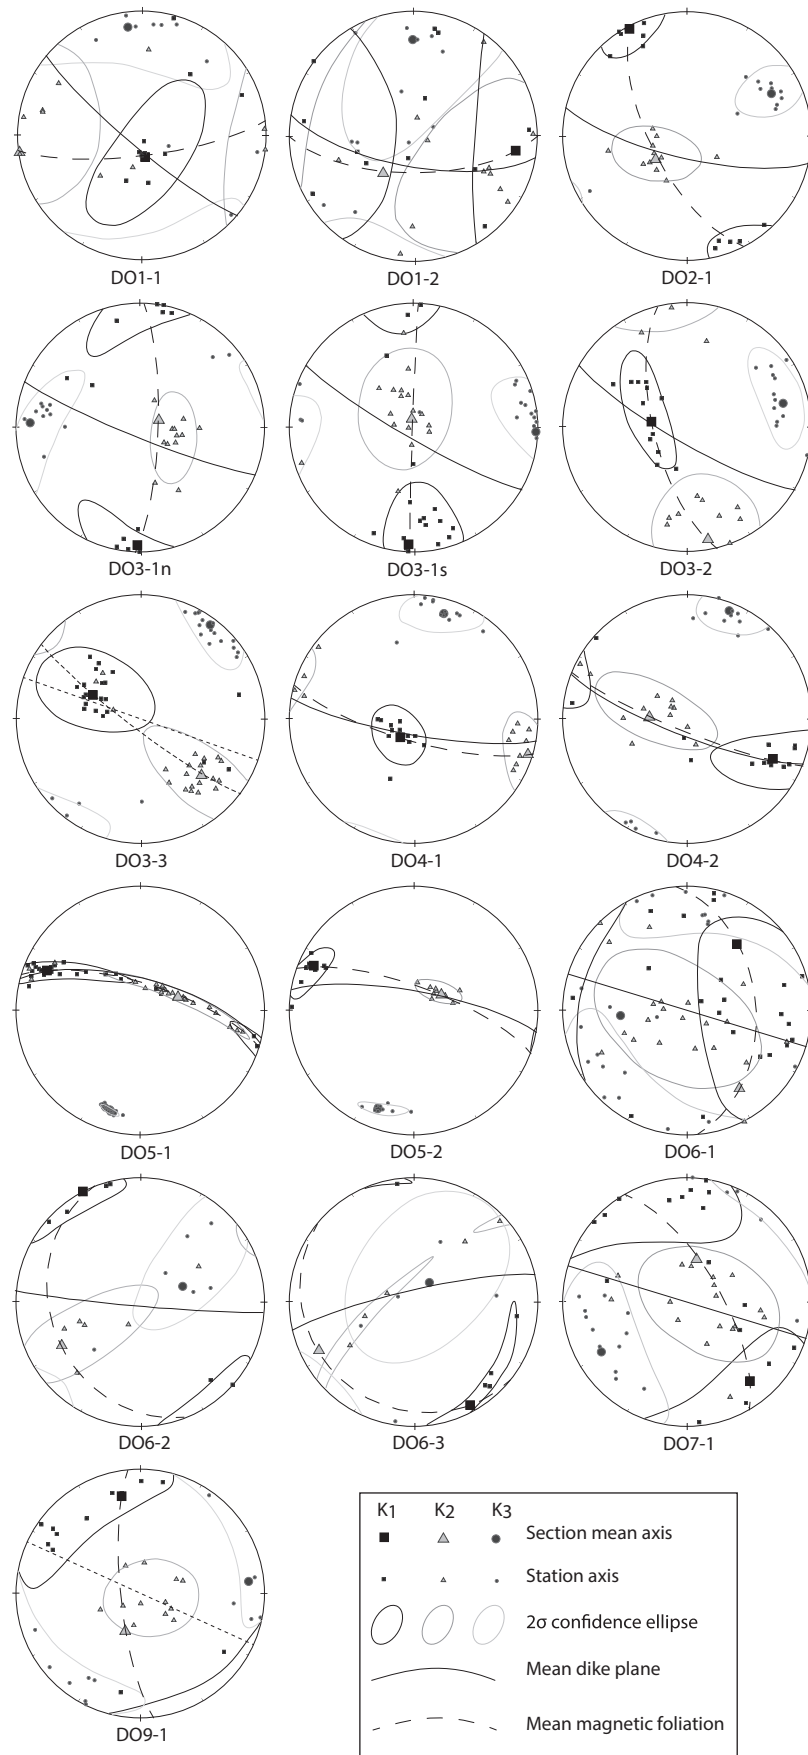 DO1-1
DO1-2
DO2-1
DO3-1n
DO3-1s
DO3-2
DO3-3
DO4-1
DO4-2
DO5-1
DO5-2
DO6-1
DO6-2
DO6-3
DO7-1
DO9-1
K1 K2 K3
Section mean axis
Station axis
2σ confidence ellipse
Mean dike plane
Mean magnetic foliation